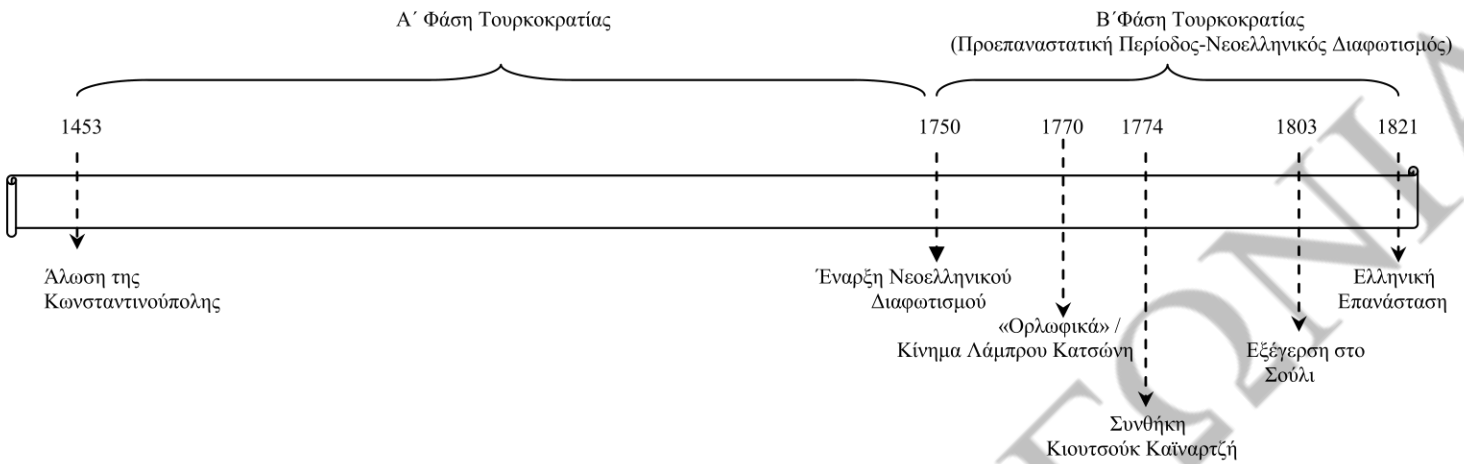 Α΄ Φάση Τουρκοκρατίας
Β΄Φάση Τουρκοκρατίας
(Προεπαναστατική Περίοδος-Νεοελληνικός Διαφωτισμός)
1453
1750
1770
1774
1803
1821
Άλωση της
Κωνσταντινούπολης
Έναρξη Νεοελληνικού
Διαφωτισμού
«Ορλωφικά» /
Κίνημα Λάμπρου Κατσώνη
Συνθήκη
Κιουτσούκ Καϊναρτζή
Εξέγερση στο
Σούλι
Ελληνική
Επανάσταση